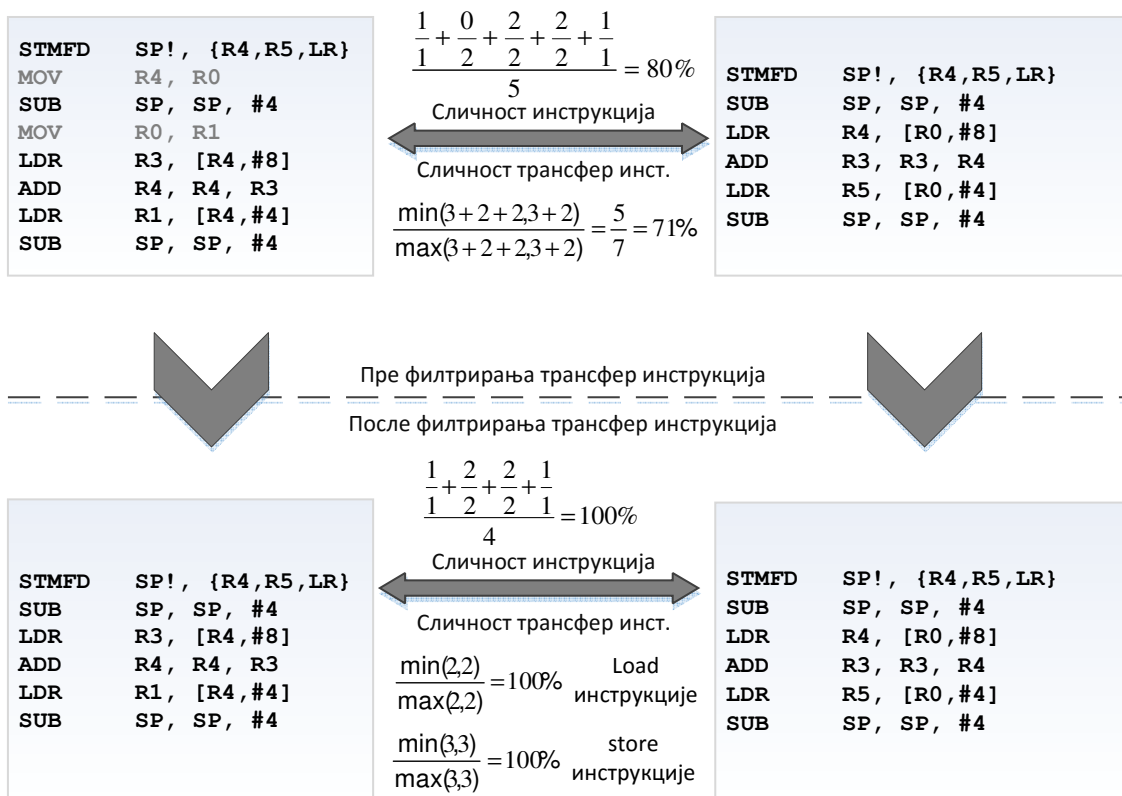 STMFD SP!, {R4,R5,LR}
MOV R4, R0
SUB SP, SP, #4
MOV R0, R1
LDR R3, [R4,#8]
ADD R4, R4, R3
LDR R1, [R4,#4]
SUB SP, SP, #4
1/1 + 0/2 + 2/2 + 2/2 + 1/1
5
= 80%
Сличност инструкција
Сличност трансфер инст.
min(3+2+2,3+2)
max(3+2+2,3+2)
= 5/7 = 71%
STMFD SP!, {R4,R5,LR}
SUB SP, SP, #4
LDR R4, [R0,#8]
ADD R3, R3, R4
LDR R5, [R0,#4]
SUB SP, SP, #4
Пре филтрирања трансфер инструкција
После филтрирања трансфер инструкција
STMFD SP!, {R4,R5,LR}
SUB SP, SP, #4
LDR R3, [R4,#8]
ADD R4, R4, R3
LDR R1, [R4,#4]
SUB SP, SP, #4
1/1 + 2/2 + 2/2 + 1/1
4
= 100%
Сличност инструкција
Сличност трансфер инст.
min(2,2)
max(2,2)
= 100%
Load
инструкције
min(3,3)
max(3,3)
= 100%
store
инструкције
STMFD SP!, {R4,R5,LR}
SUB SP, SP, #4
LDR R4, [R0,#8]
ADD R3, R3, R4
LDR R5, [R0,#4]
SUB SP, SP, #4